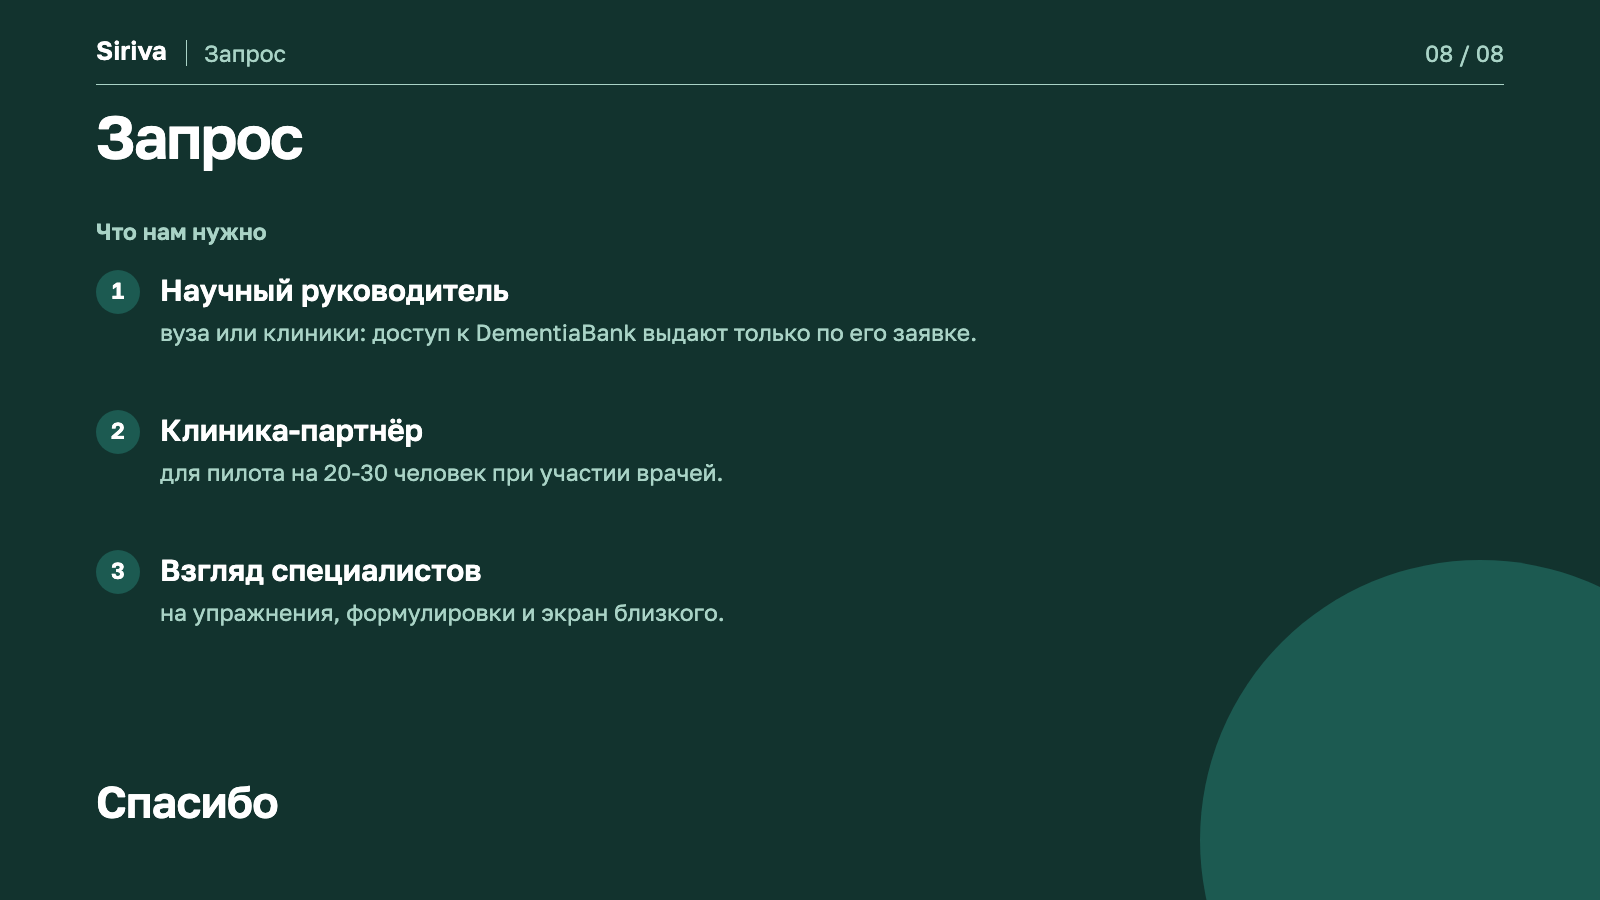 Siriva | Запрос 08 / 08
Запрос
Что нам нужно
1 Научный руководитель
вуза или клиники: доступ к DementiaBank выдают только по его заявке.
2 Клиника-партнёр
для пилота на 20-30 человек при участии врачей.
3 Взгляд специалистов
на упражнения, формулировки и экран близкого.
Спасибо